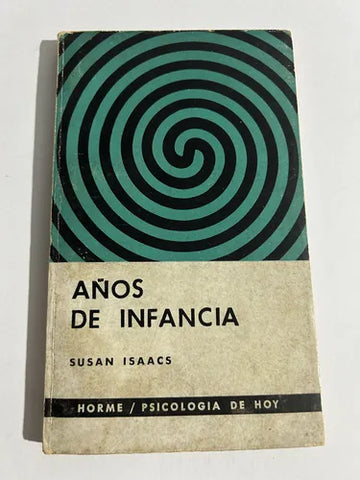 AÑOS
DE INFANCIA
SUSAN ISAACS
HORME / PSICOLOGIA DE HOY